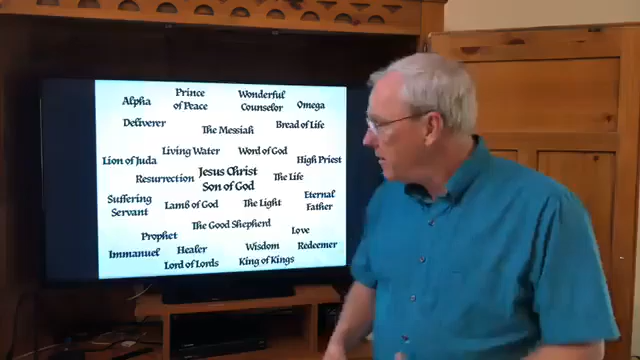 Alpha
Prince
of Peace
Wonderful
Counselor
Omega
Deliverer
The Messiah
Bread of Life
Living Water
Word of God
Lion of Juda
High Priest
Resurrection
Jesus Christ
Son of God
The Life
Suffering
Servant
Lamb of God
The Light
Eternal
Father
The Good Shepherd
Prophet
Love
Immanuel
Healer
Wisdom
Redeemer
Lord of Lords
King of Kings